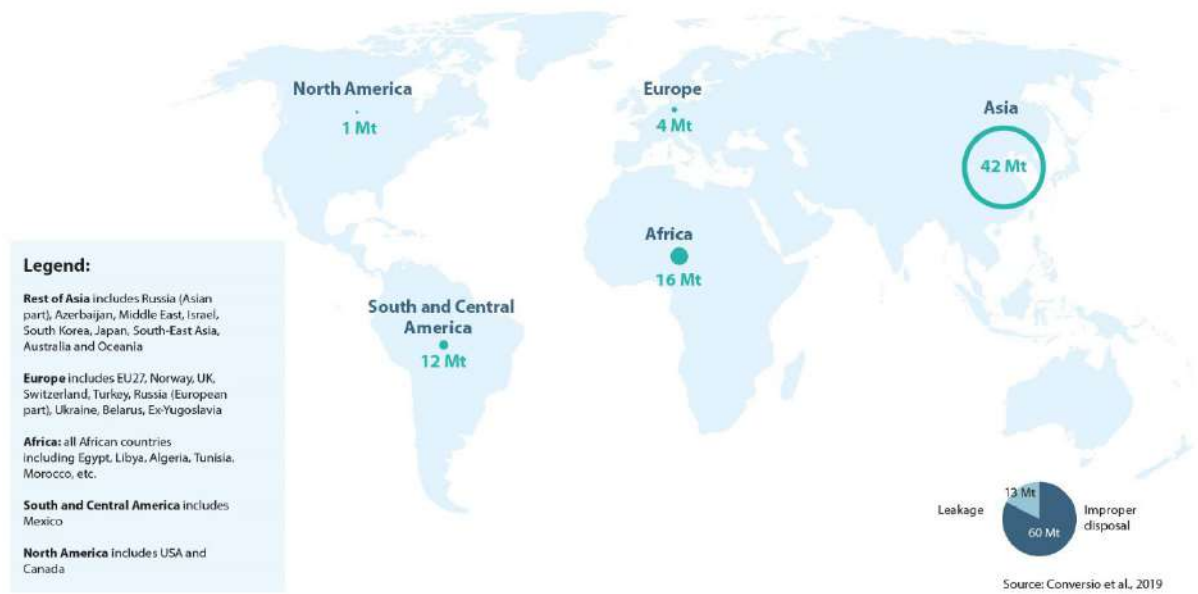 North America
1 Mt
Europe
4 Mt
Asia
42 Mt
Africa
16 Mt
South and Central
America
12 Mt
Legend:
Rest of Asia includes Russia (Asian
part), Azerbaijan, Middle East, Israel,
South Korea, Japan, South-East Asia,
Australia and Oceania
Europe includes EU27, Norway, UK,
Switzerland, Turkey, Russia (European
part), Ukraine, Belarus, Ex-Yugoslavia
Africa: all African countries
including Egypt, Libya, Algeria, Tunisia,
Morocco, etc.
South and Central America includes
Mexico
North America includes USA and
Canada
13 Mt
Leakage
Improper
disposal
60 Mt
Source: Conversio et al., 2019